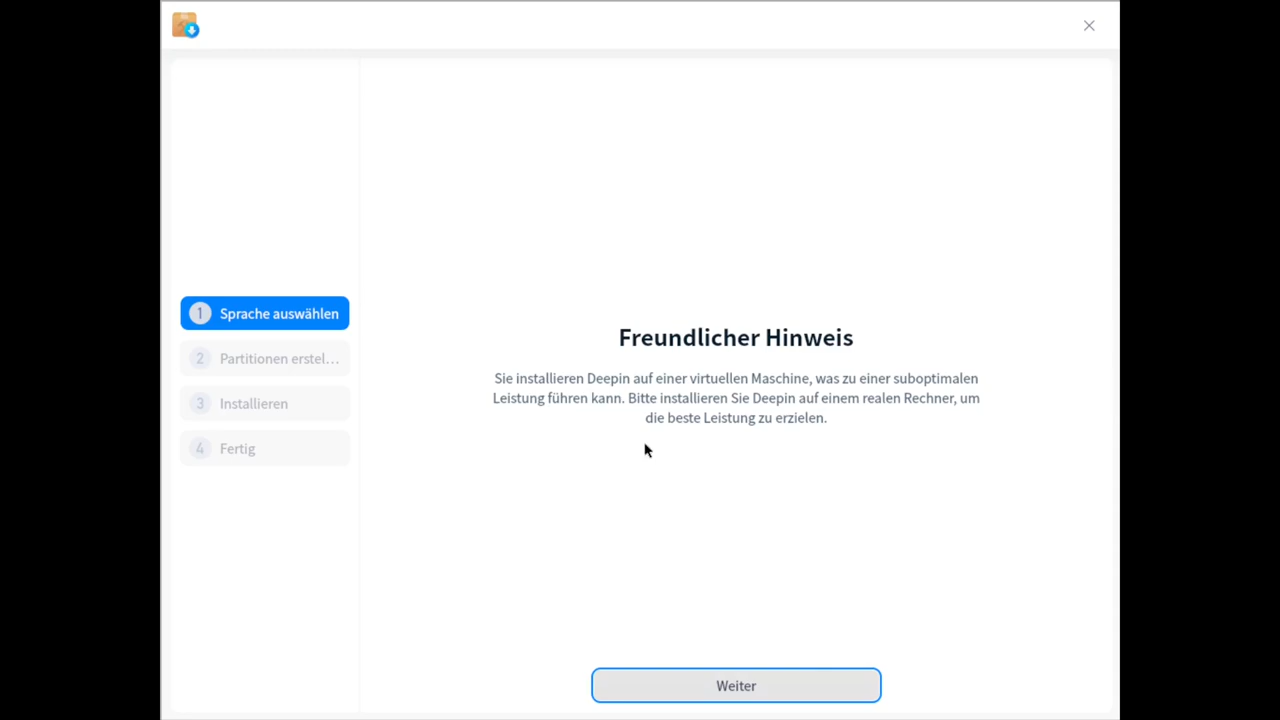 1 Sprache auswählen
2 Partitionen erstel...
3 Installieren
4 Fertig
Freundlicher Hinweis
Sie installieren Deepin auf einer virtuellen Maschine, was zu einer suboptimalen
Leistung führen kann. Bitte installieren Sie Deepin auf einem realen Rechner, um
die beste Leistung zu erzielen.
Weiter